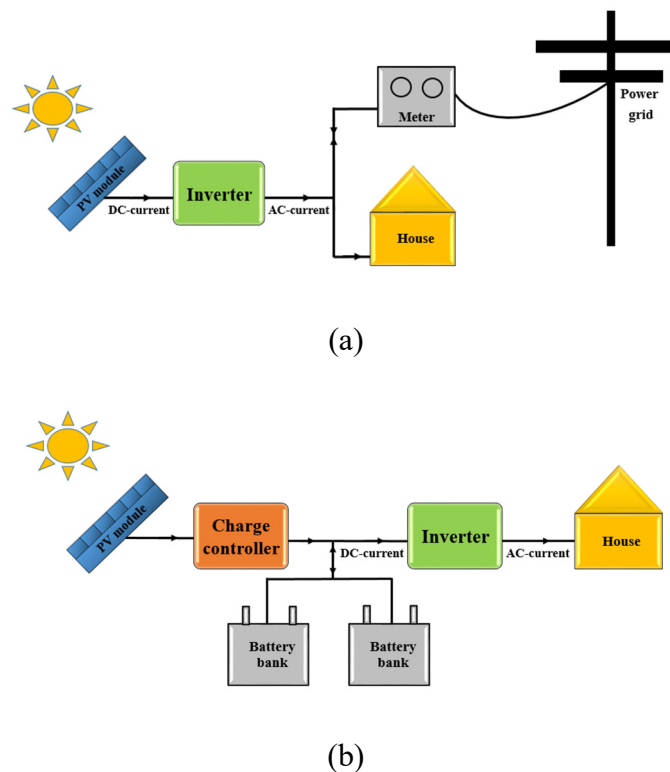 Meter
Power
grid
PV module
Inverter
DC-current
AC-current
House
(a)
PV module
Charge
controller
Inverter
DC-current
AC-current
House
Battery
bank
Battery
bank
(b)